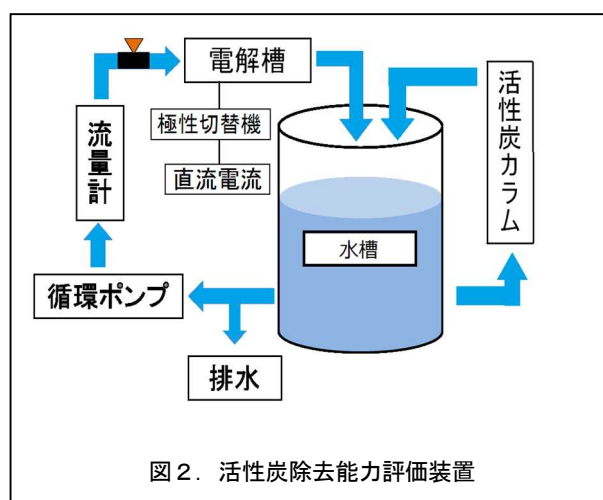 電解槽
極性切替機
直流電流
流量計
循環ポンプ
排水
水槽
活性炭カラム
図２．活性炭除去能力評価装置